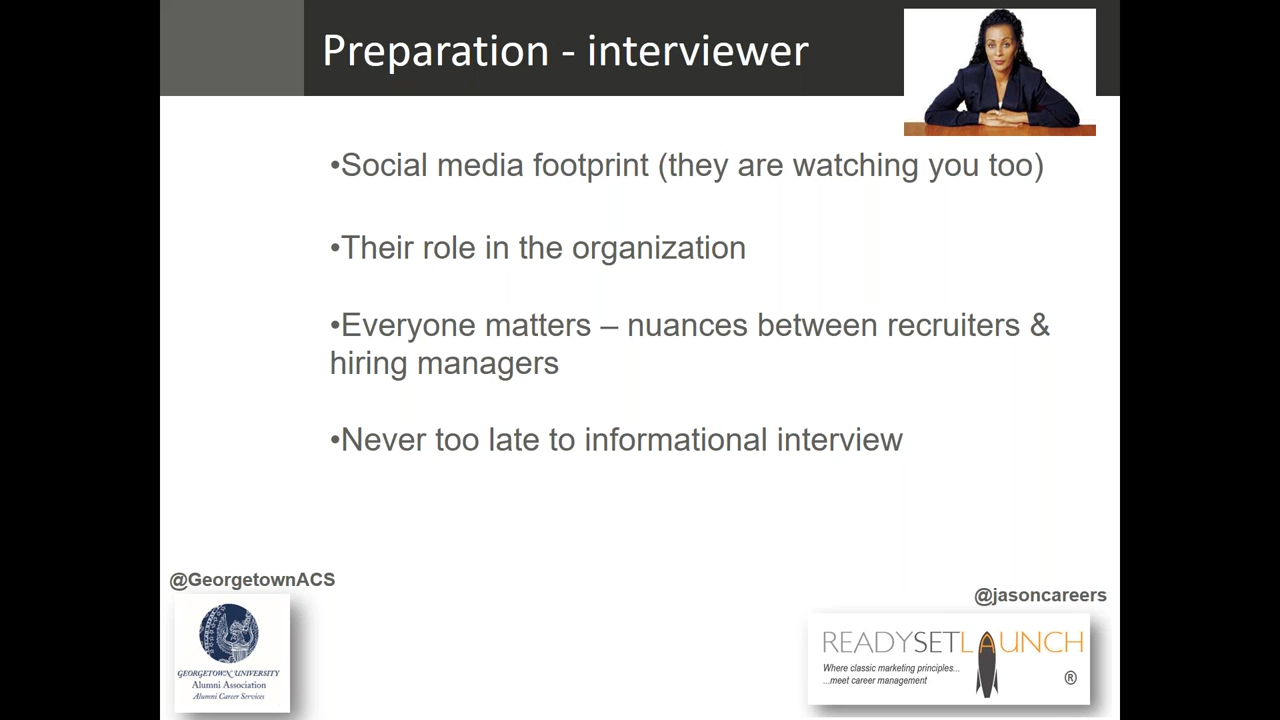 Preparation - interviewer
•Social media footprint (they are watching you too)
•Their role in the organization
•Everyone matters – nuances between recruiters &
hiring managers
•Never too late to informational interview
@GeorgetownACS
GEORGETOWN UNIVERSITY
Alumni Association
Alumni Career Services
@jasoncareers
READYSETLAUNCH
Where classic marketing principles...
...meet career management
®